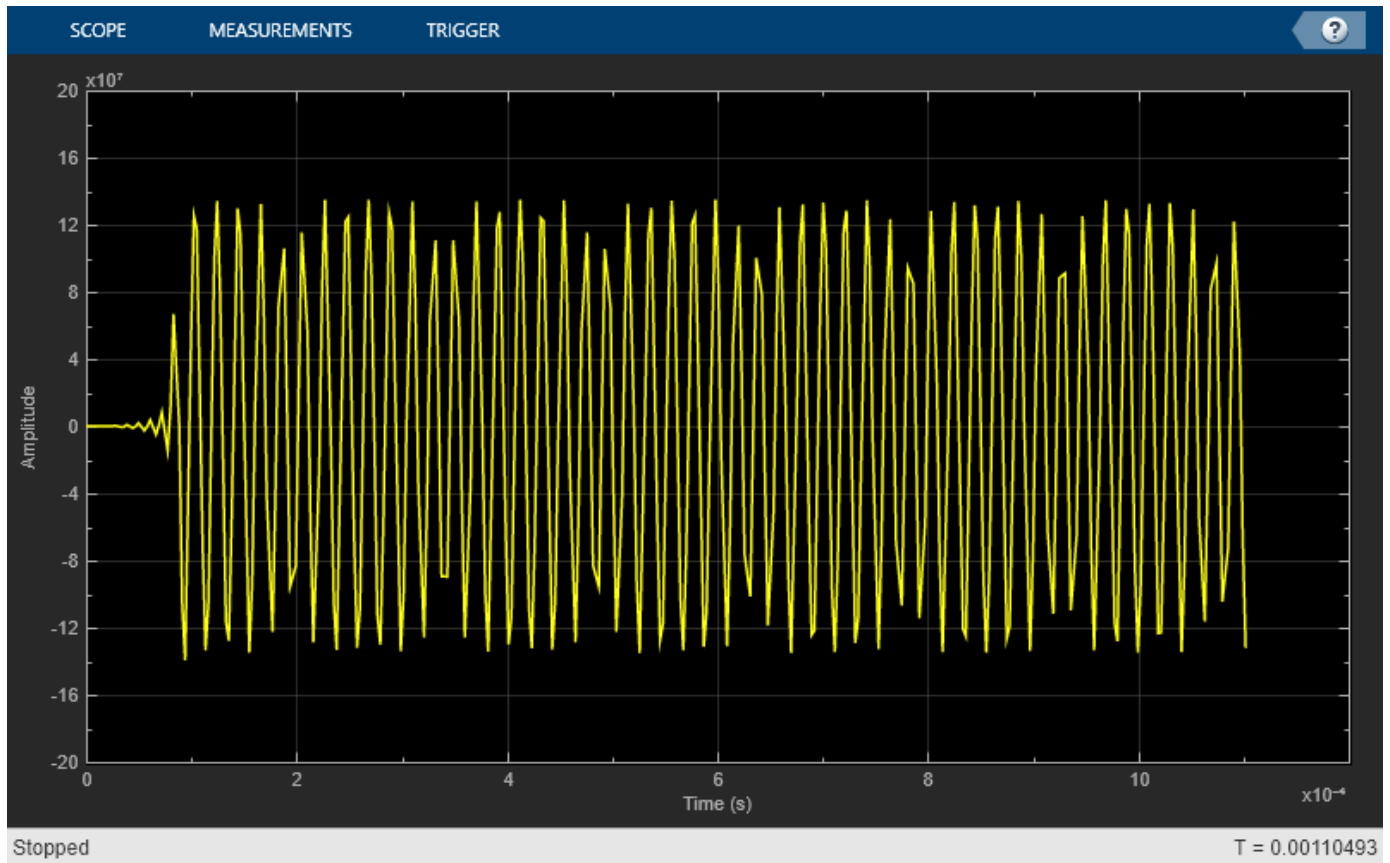 SCOPE MEASUREMENTS TRIGGER ?
x10⁷
20
16
12
8
4
0
-4
-8
-12
-16
-20
Amplitude
0 2 4 6 8 10
Time (s) x10⁻⁴
Stopped T = 0.00110493